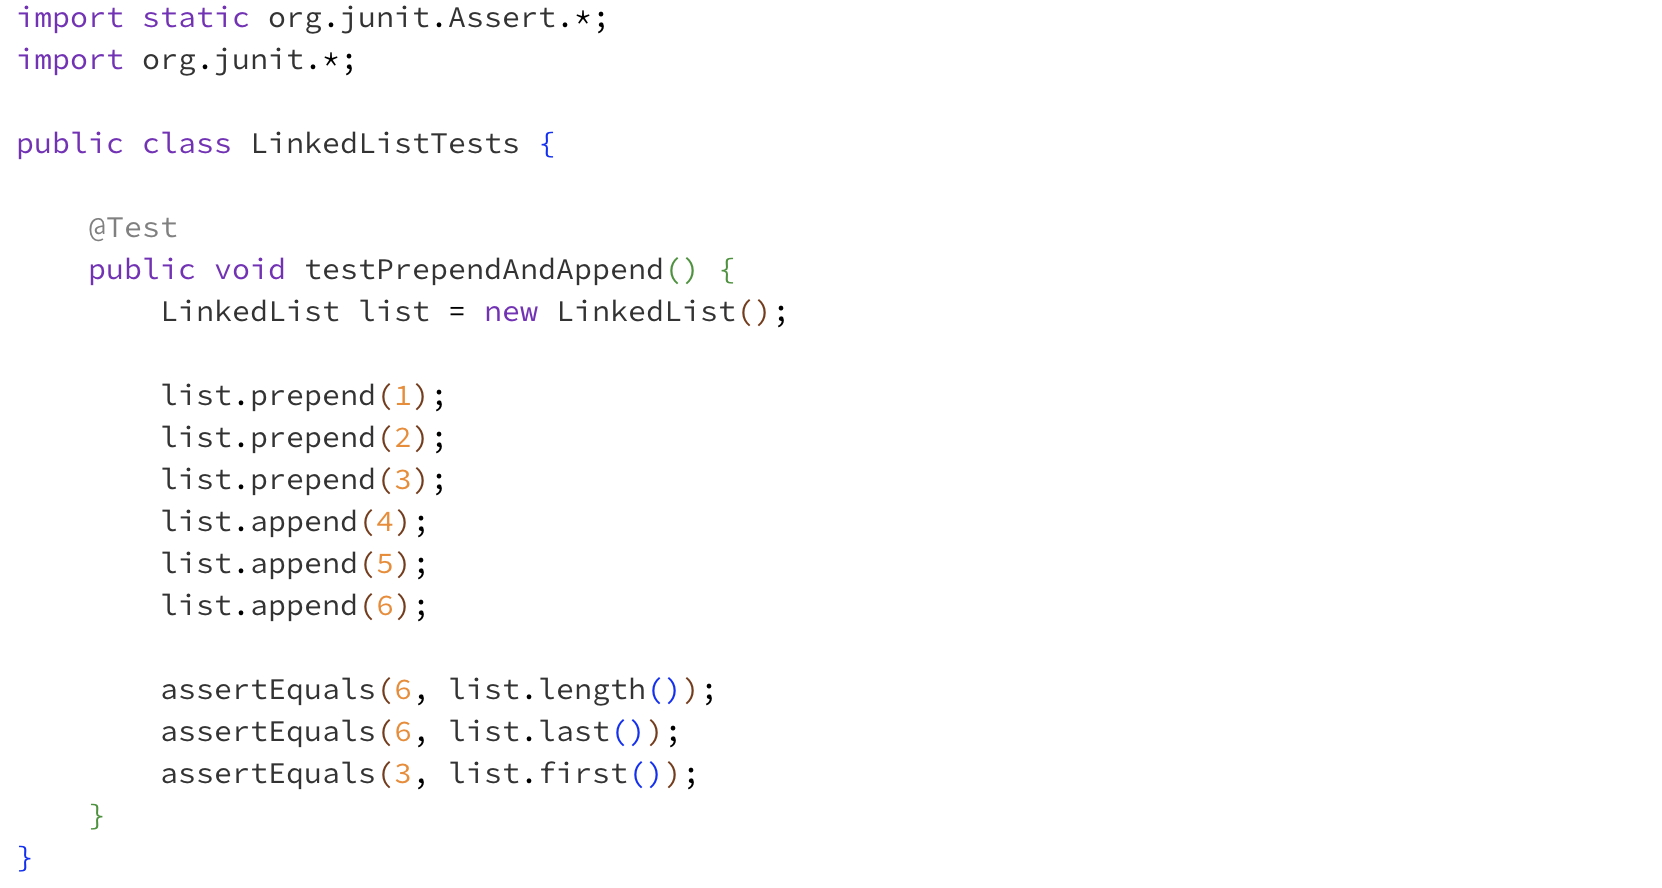 import static org.junit.Assert.*;
import org.junit.*;

public class LinkedListTests {

    @Test
    public void testPrependAndAppend() {
        LinkedList list = new LinkedList();

        list.prepend(1);
        list.prepend(2);
        list.prepend(3);
        list.append(4);
        list.append(5);
        list.append(6);

        assertEquals(6, list.length());
        assertEquals(6, list.last());
        assertEquals(3, list.first());
    }
}